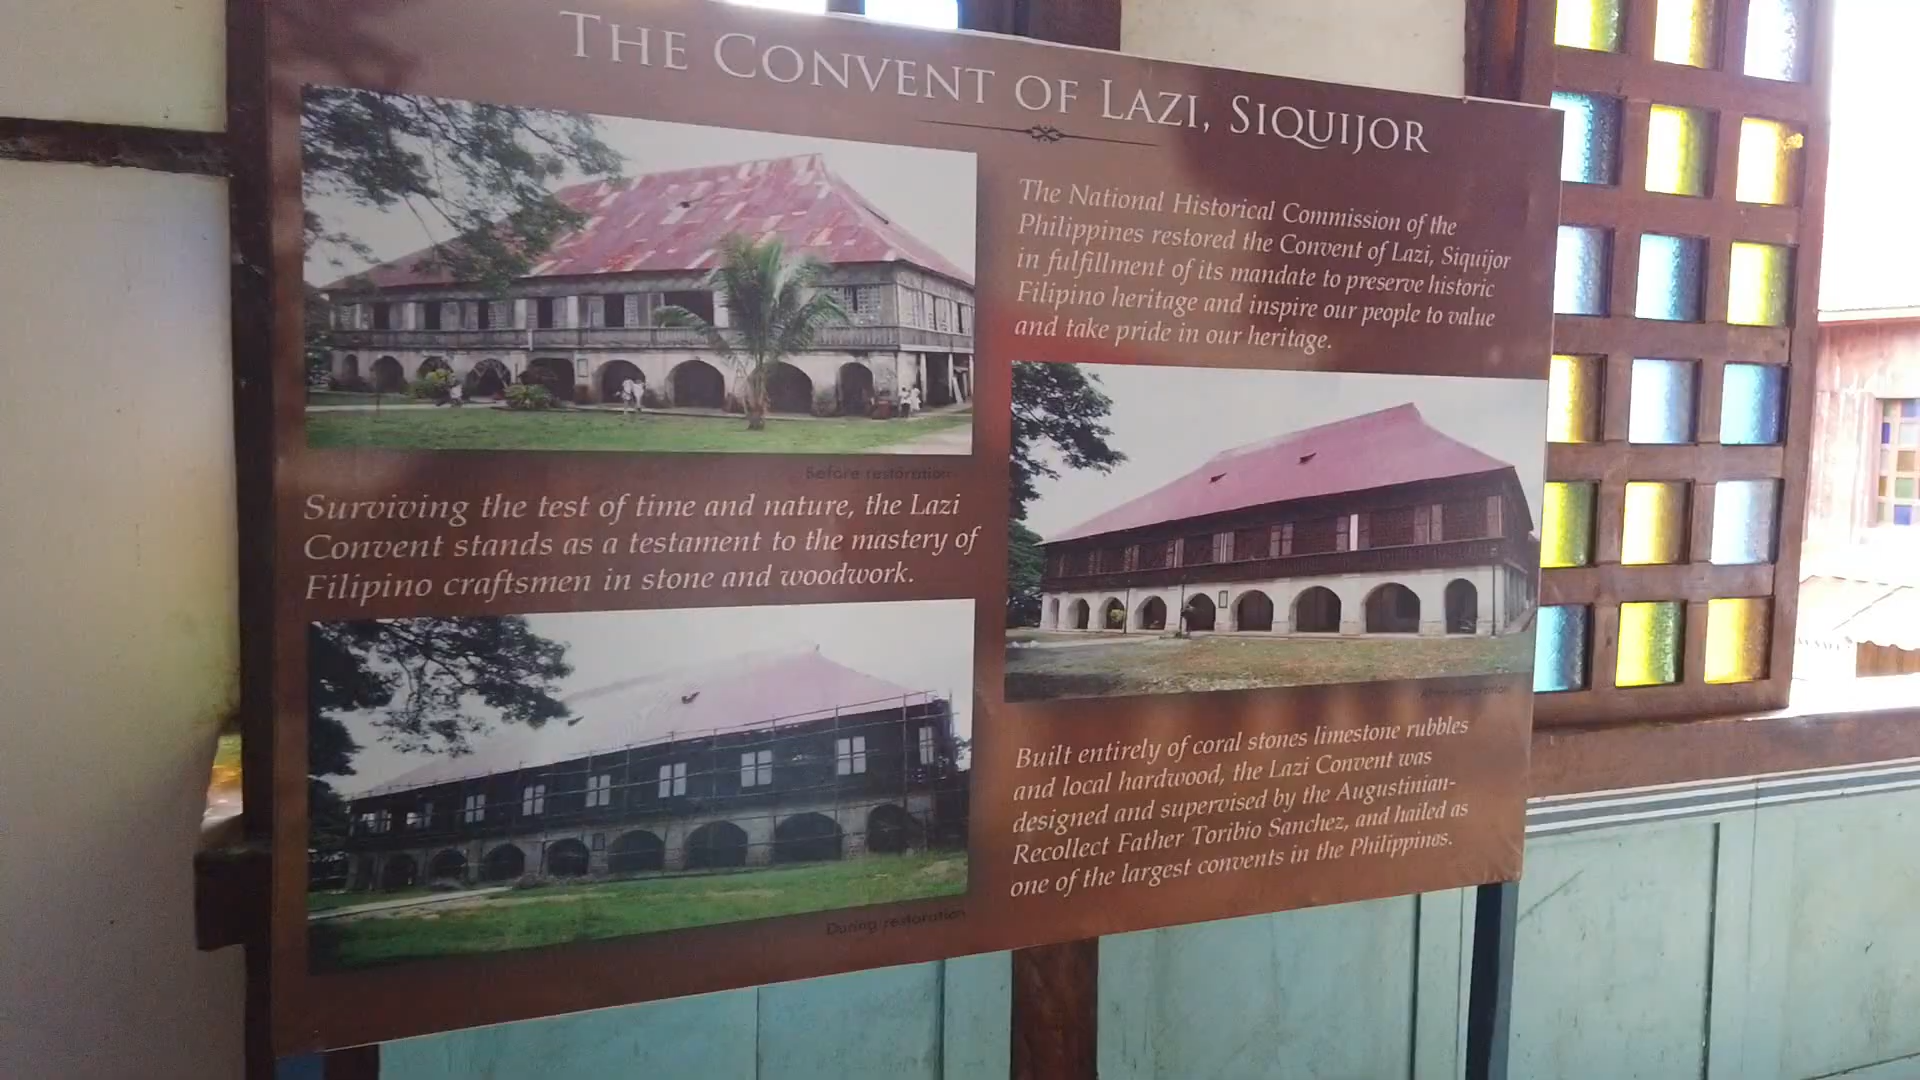 THE CONVENT OF LAZI, SIQUIJOR
Before restoration
Surviving the test of time and nature, the Lazi
Convent stands as a testament to the mastery of
Filipino craftsmen in stone and woodwork.
During restoration
The National Historical Commission of the
Philippines restored the Convent of Lazi, Siquijor
in fulfillment of its mandate to preserve historic
Filipino heritage and inspire our people to value
and take pride in our heritage.
After restoration
Built entirely of coral stones limestone rubbles
and local hardwood, the Lazi Convent was
designed and supervised by the Augustinian-
Recollect Father Toribio Sanchez, and hailed as
one of the largest convents in the Philippines.